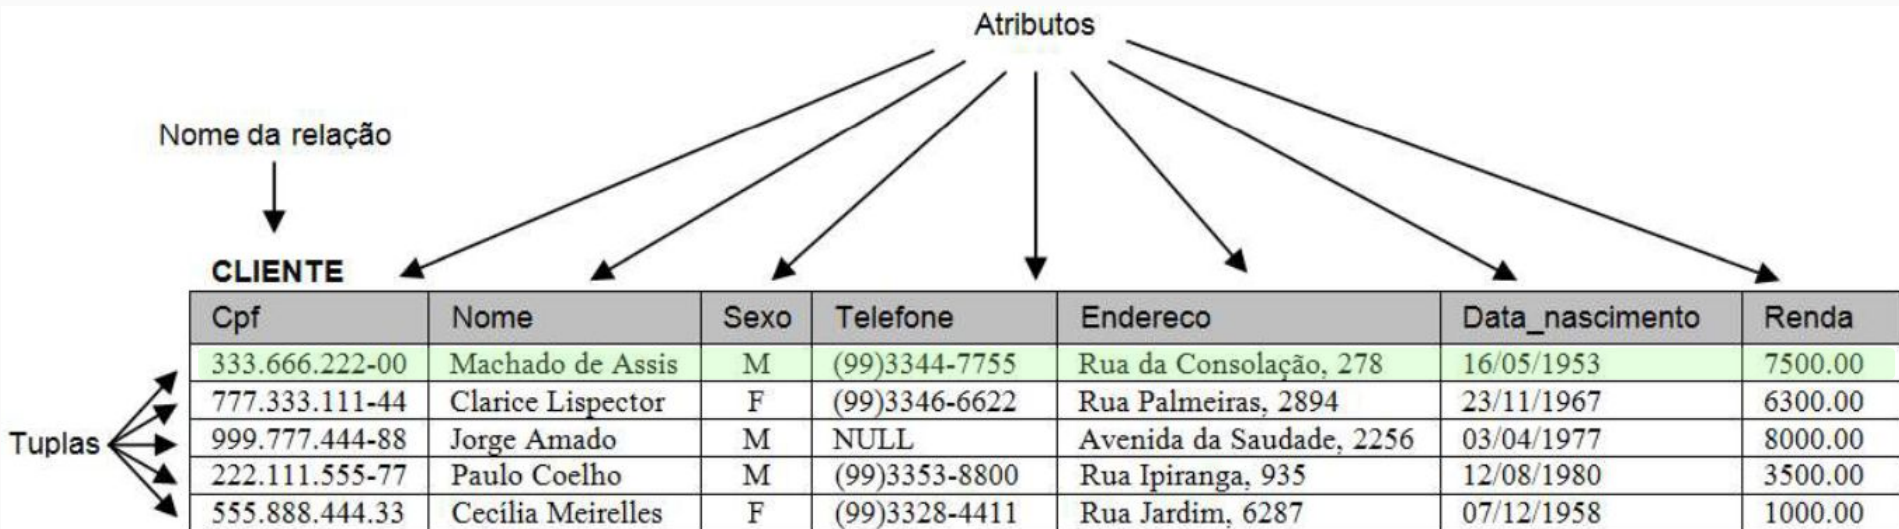 Atributos
Nome da relação
CLIENTE
Cpf Nome Sexo Telefone Endereco Data_nascimento Renda
333.666.222-00 Machado de Assis M (99)3344-7755 Rua da Consolação, 278 16/05/1953 7500.00
777.333.111-44 Clarice Lispector F (99)3346-6622 Rua Palmeiras, 2894 23/11/1967 6300.00
Tuplas 999.777.444-88 Jorge Amado M NULL Avenida da Saudade, 2256 03/04/1977 8000.00
222.111.555-77 Paulo Coelho M (99)3353-8800 Rua Ipiranga, 935 12/08/1980 3500.00
555.888.444.33 Cecília Meirelles F (99)3328-4411 Rua Jardim, 6287 07/12/1958 1000.00